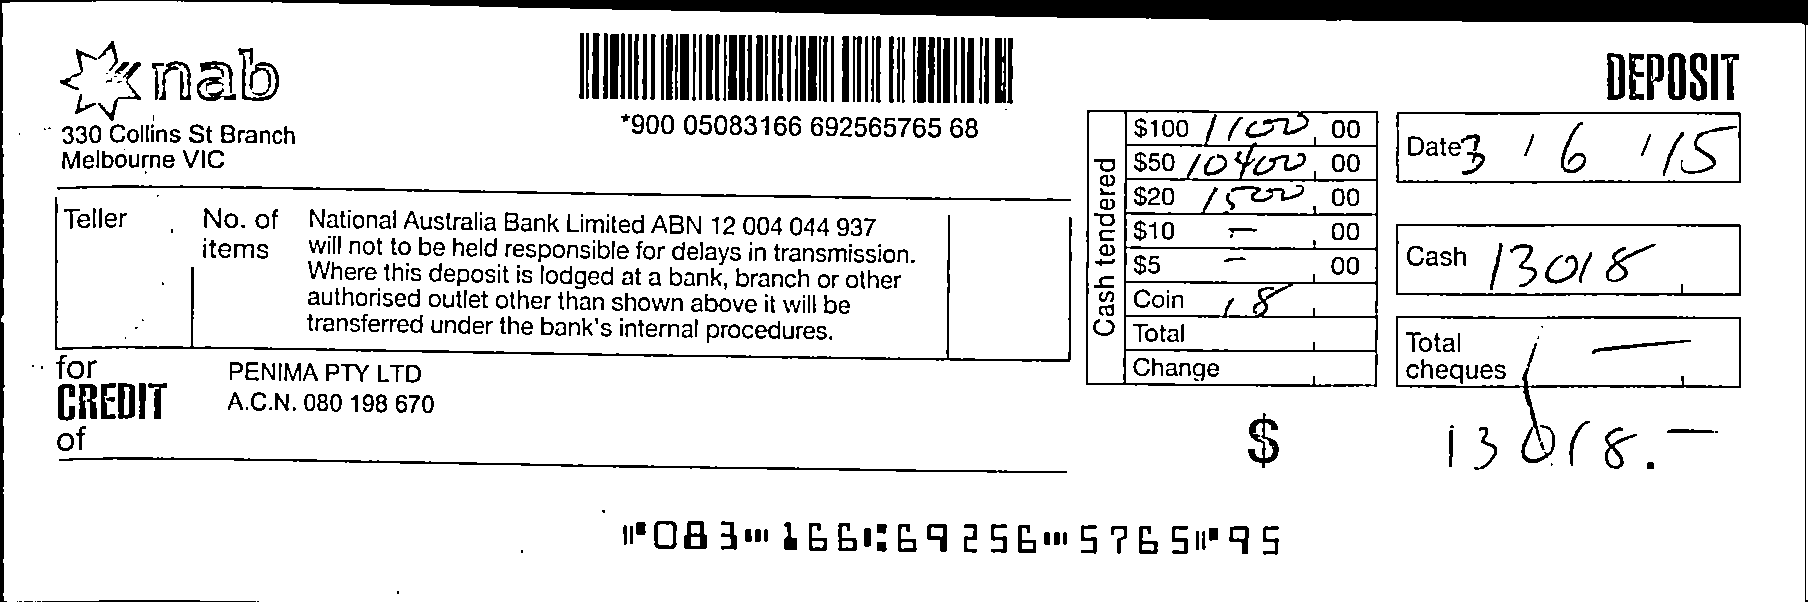 nab
*900 05083166 692565765 68
DEPOSIT
330 Collins St Branch
Melbourne VIC
Teller
No. of
items
National Australia Bank Limited ABN 12 004 044 937
will not to be held responsible for delays in transmission.
Where this deposit is lodged at a bank, branch or other
authorised outlet other than shown above it will be
transferred under the bank's internal procedures.
for
CREDIT
of
PENIMA PTY LTD
A.C.N. 080 198 670
Cash tendered
$100 1100 00
$50 10400 00
$20 1500 00
$10 - 00
$5 - 00
Coin 18
Total
Change
Date 3 / 6 / 15
Cash 13018
Total
cheques -
$ 13018.-
⑈083⑉166⑆69256⑉5765⑈95